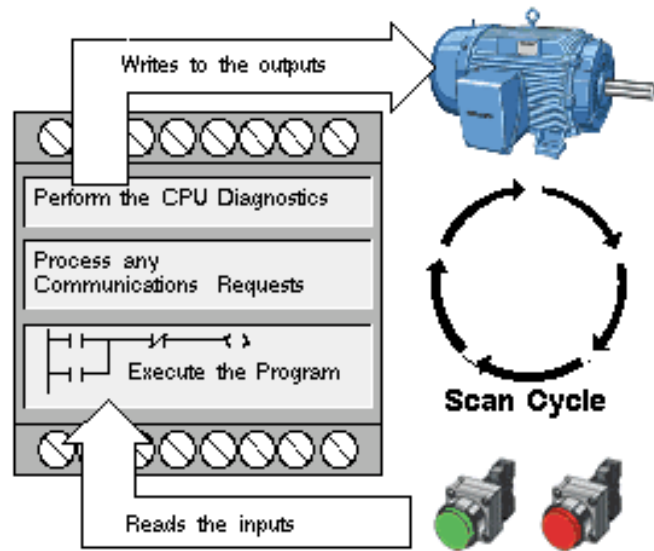 Writes to the outputs
Perform the CPU Diagnostics
Process any
Communications Requests
Execute the Program
Scan Cycle
Reads the inputs